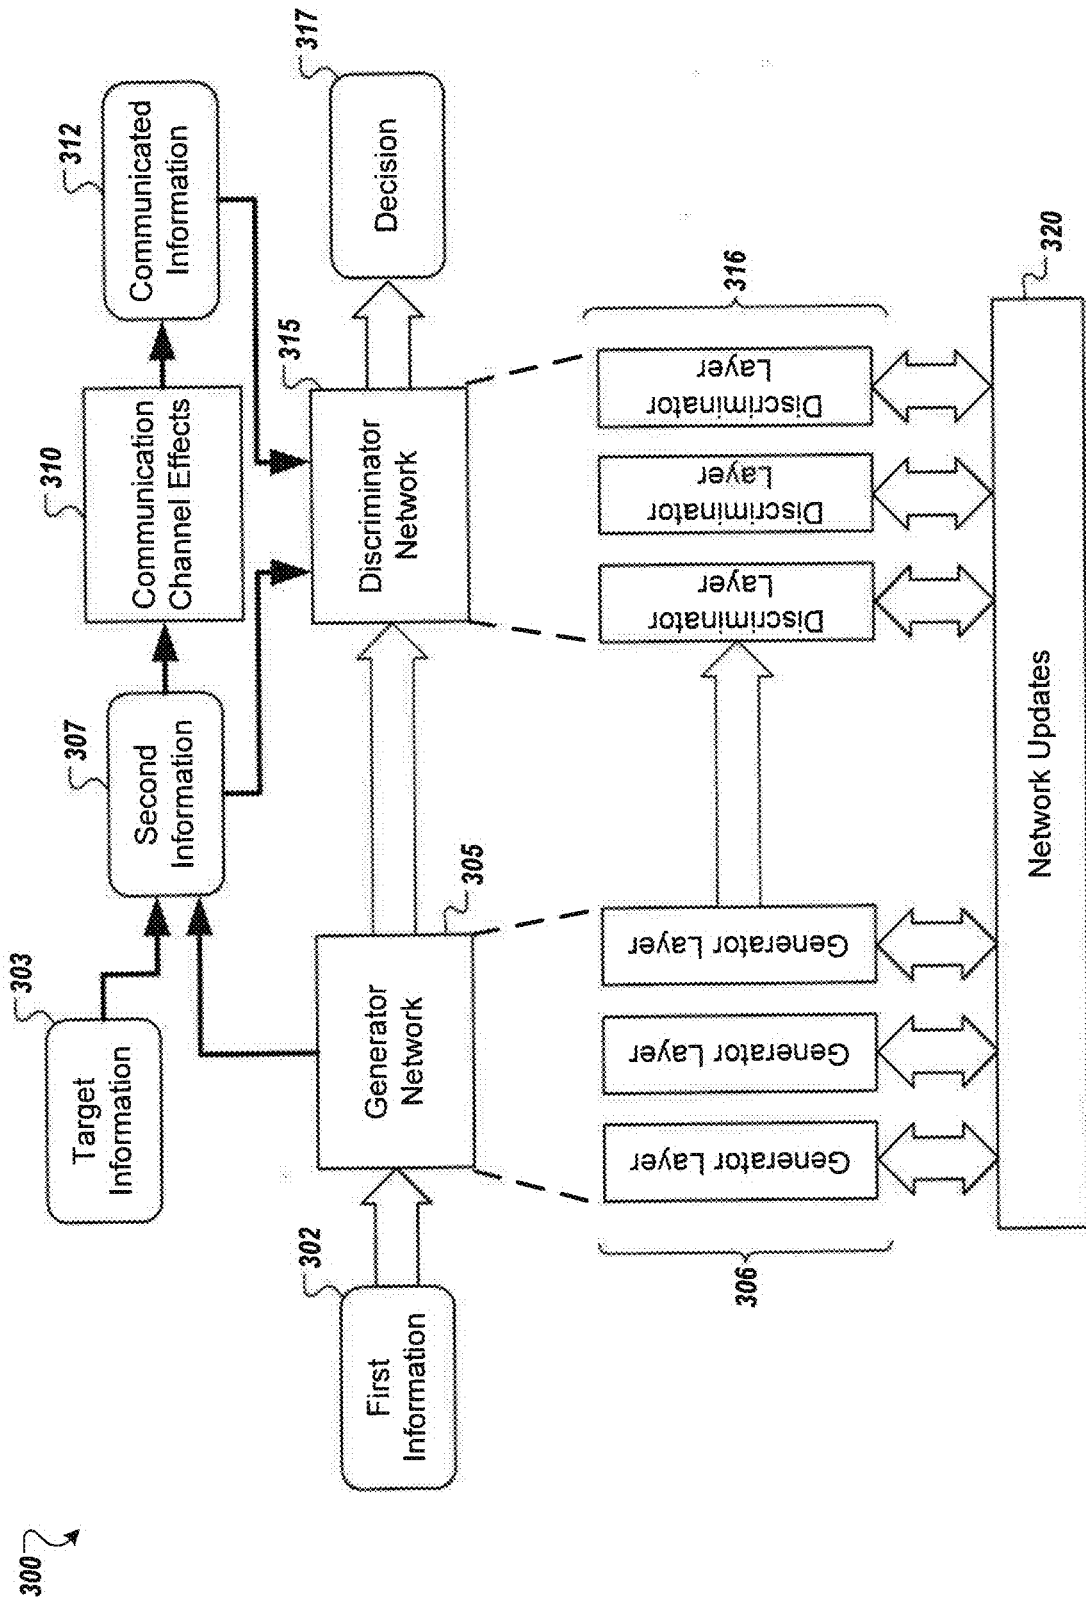 300
303
Target
Information
307
Second
Information
310
Communication
Channel Effects
312
Communicated
Information
302
First
Information
Generator
Network
305
315
Discriminator
Network
317
Decision
306
Generator Layer
Generator Layer
Generator Layer
316
Discriminator
Layer
Discriminator
Layer
Discriminator
Layer
Network Updates
320